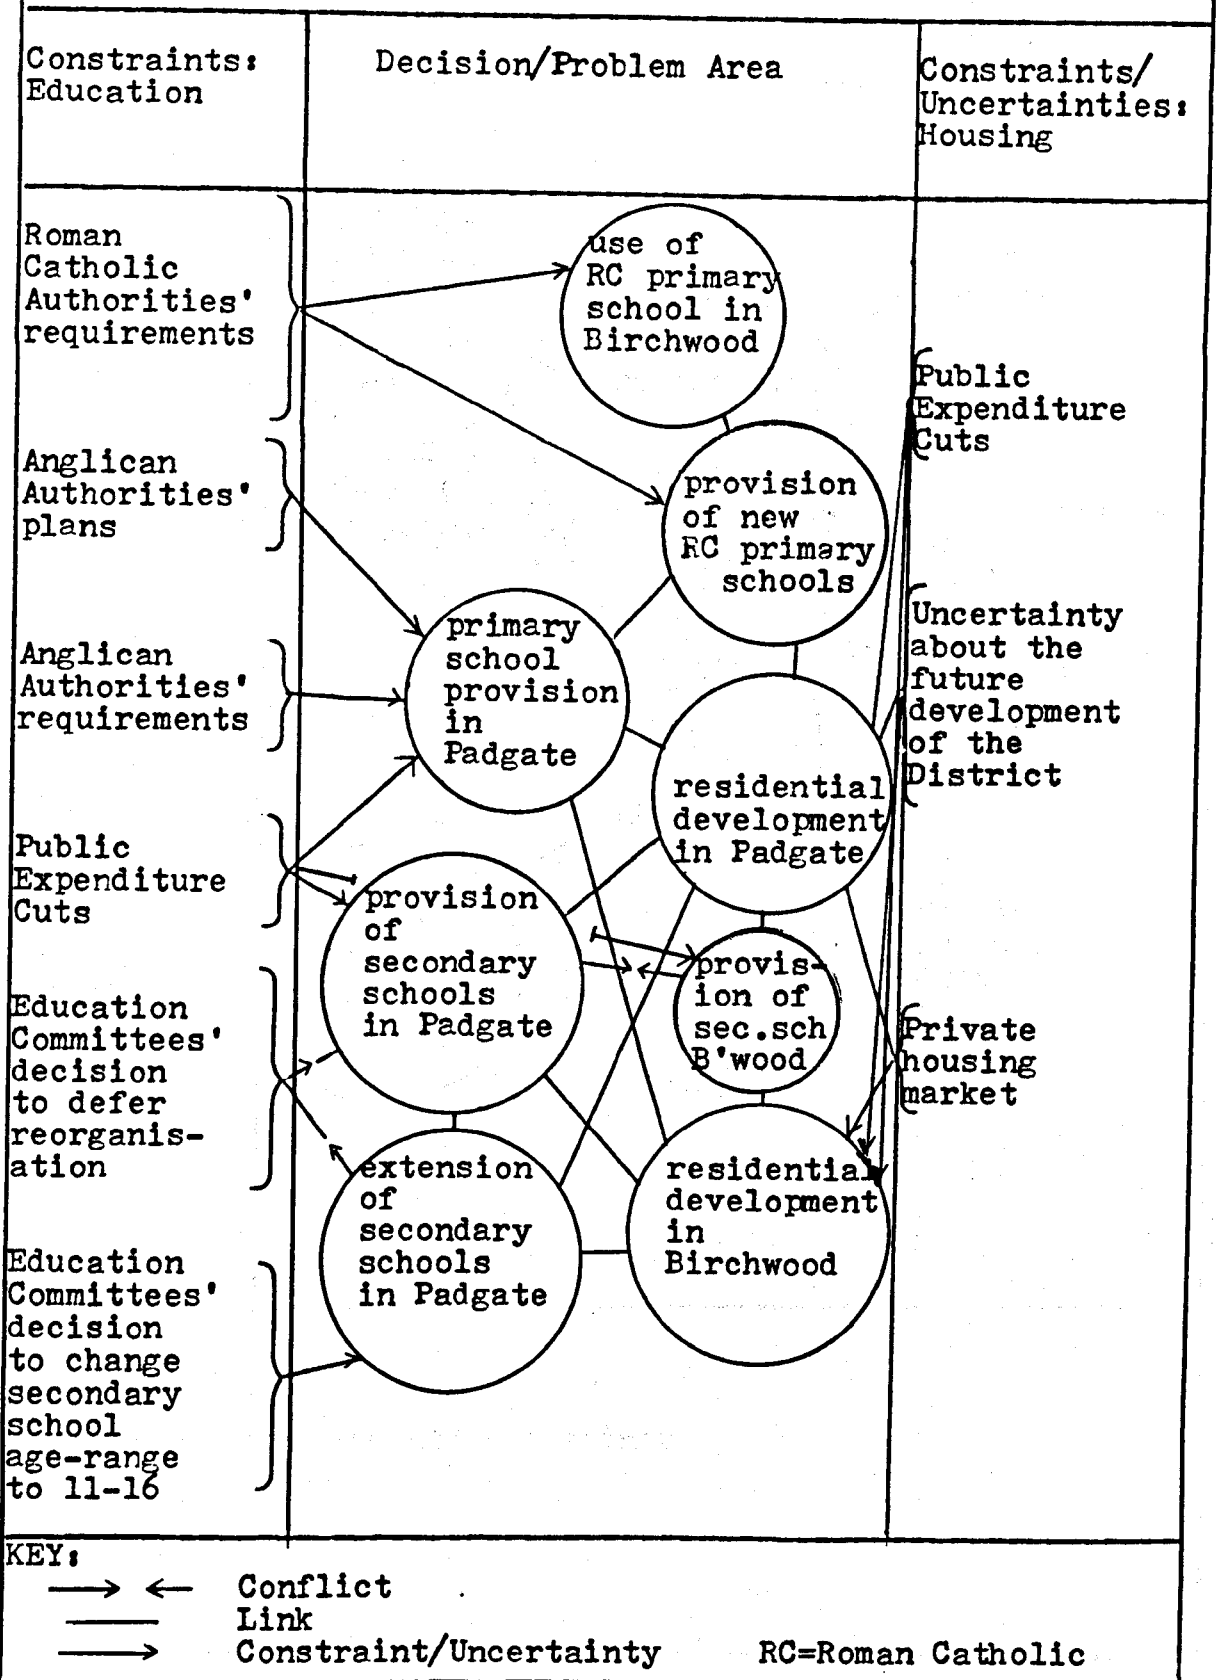 Constraints:
Education
Decision/Problem Area
Constraints/
Uncertainties:
Housing
Roman
Catholic
Authorities'
requirements
Anglican
Authorities'
plans
Anglican
Authorities'
requirements
Public
Expenditure
Cuts
Education
Committees'
decision
to defer
reorganis-
ation
Education
Committees'
decision
to change
secondary
school
age-range
to 11-16
use of
RC primary
school in
Birchwood
provision
of new
RC primary
schools
primary
school
provision
in
Padgate
residential
development
in Padgate
provision
of
secondary
schools
in Padgate
provis-
ion of
sec.sch
B'wood
extension
of
secondary
schools
in Padgate
residential
development
in
Birchwood
Public
Expenditure
Cuts
Uncertainty
about the
future
development
of the
District
Private
housing
market
KEY:
Conflict
Link
Constraint/Uncertainty RC=Roman Catholic